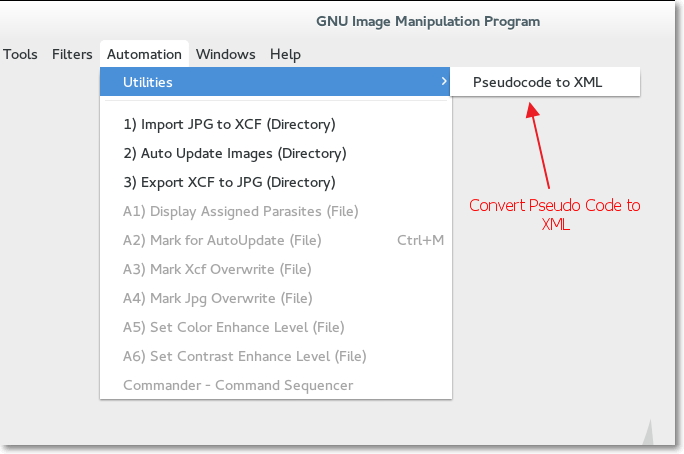 GNU Image Manipulation Program
Tools Filters Automation Windows Help
Utilities Pseudocode to XML
1) Import JPG to XCF (Directory)
2) Auto Update Images (Directory)
3) Export XCF to JPG (Directory)
A1) Display Assigned Parasites (File)
A2) Mark for AutoUpdate (File) Ctrl+M
A3) Mark Xcf Overwrite (File)
A4) Mark Jpg Overwrite (File)
A5) Set Color Enhance Level (File)
A6) Set Contrast Enhance Level (File)
Commander - Command Sequencer
Convert Pseudo Code to
XML